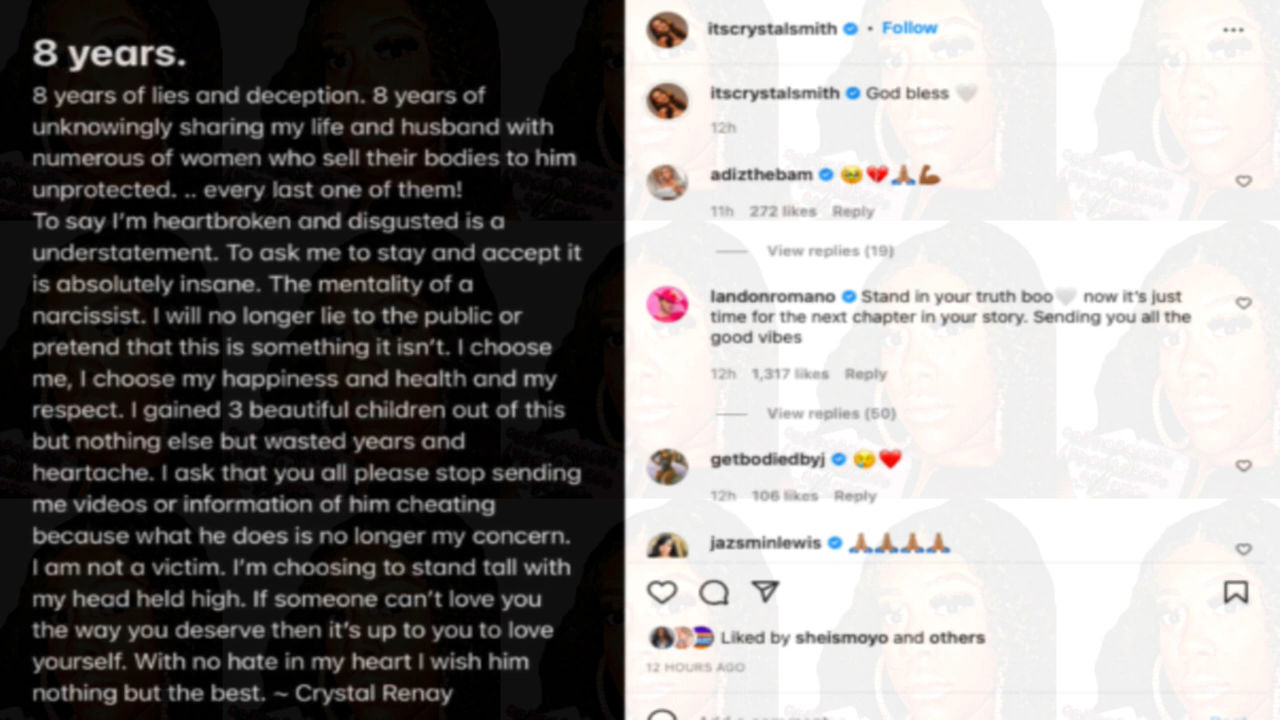 8 years.
8 years of lies and deception. 8 years of
unknowingly sharing my life and husband with
numerous of women who sell their bodies to him
unprotected. .. every last one of them!
To say I'm heartbroken and disgusted is a
understatement. To ask me to stay and accept it
is absolutely insane. The mentality of a
narcissist. I will no longer lie to the public or
pretend that this is something it isn't. I choose
me, I choose my happiness and health and my
respect. I gained 3 beautiful children out of this
but nothing else but wasted years and
heartache. I ask that you all please stop sending
me videos or information of him cheating
because what he does is no longer my concern.
I am not a victim. I'm choosing to stand tall with
my head held high. If someone can't love you
the way you deserve then it's up to you to love
yourself. With no hate in my heart I wish him
nothing but the best. ~ Crystal Renay
itscrystalsmith • Follow
itscrystalsmith God bless 🤍
12h
adizthebam 🥹💔🙏🏽💪🏾
11h 272 likes Reply
View replies (19)
landonromano Stand in your truth boo🤍 now it's just
time for the next chapter in your story. Sending you all the
good vibes
12h 1,317 likes Reply
View replies (50)
getbodiedbyj 😢❤️
12h 106 likes Reply
jazsminlewis 🙏🏽🙏🏽🙏🏽🙏🏽
Liked by sheismoyo and others
12 HOURS AGO
Add a comment...